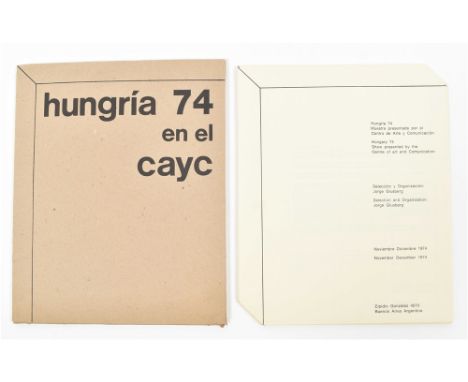 hungría 74
en el
cayc
Hungría 74
Muestra presentada por el
Centro de Arte y Comunicación
Hungary 74
Show presented by the
Centre of art and Comunication
Selección y Organización:
Jorge Glusberg
Selection and Organization:
Jorge Glusberg
Noviembre Diciembre 1974
November December 1974
Elpidio González 4070
Buenos Aires Argentina